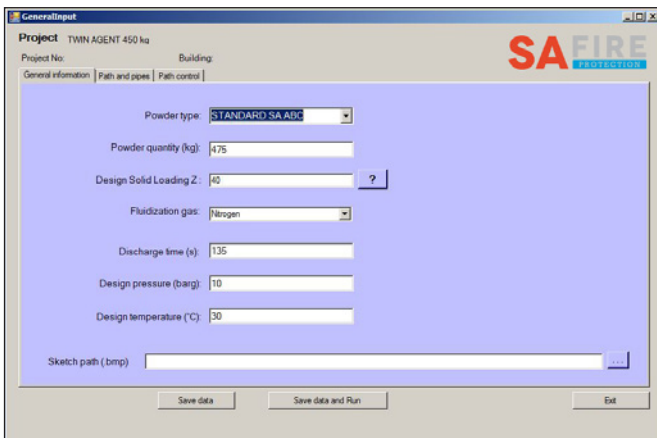 GeneralInput
Project TWIN AGENT 450 kg
Project No: Building:
SA FIRE
PROTECTION
General information Path and pipes Path control
Powder type: STANDARD SA ABC
Powder quantity (kg): 475
Design Solid Loading Z: 40 ?
Fluidization gas: Nitrogen
Discharge time (s): 135
Design pressure (barg): 10
Design temperature (°C): 30
Sketch path (.bmp) ...
Save data Save data and Run Exit